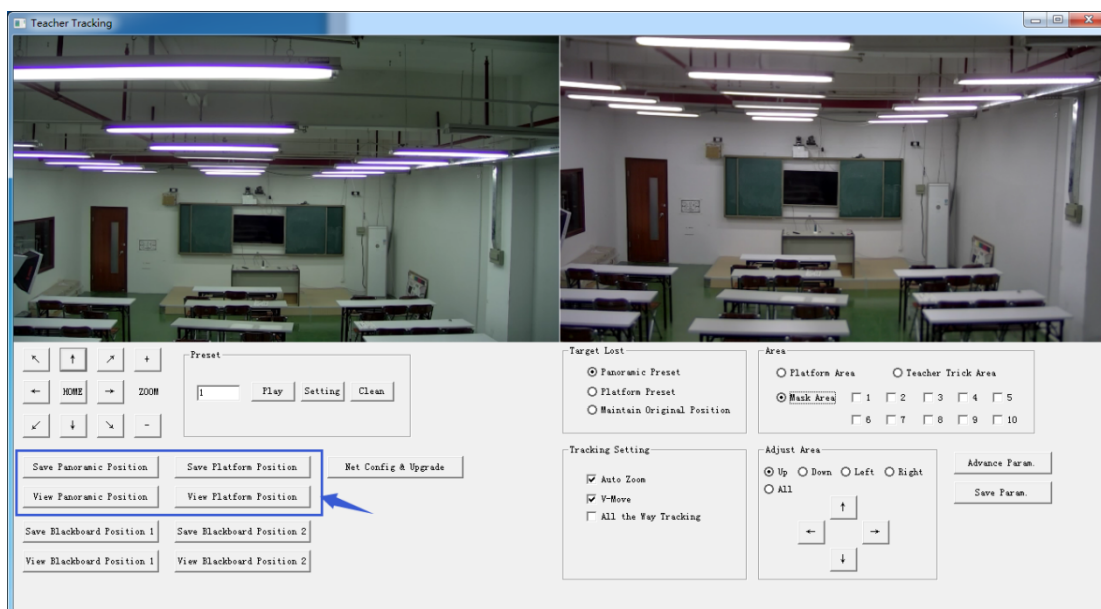 Teacher Tracking
Preset
1 Play Setting Clean
HOME ZOOM
Save Panoramic Position Save Platform Position Net Config & Upgrade
View Panoramic Position View Platform Position
Save Blackboard Position 1 Save Blackboard Position 2
View Blackboard Position 1 View Blackboard Position 2
Target Lost
Panoramic Preset
Platform Preset
Maintain Original Position
Area
Platform Area Teacher Trick Area
Mask Area 1 2 3 4 5
6 7 8 9 10
Tracking Setting
Auto Zoom
V-Move
All the Way Tracking
Adjust Area
Up Down Left Right
All
Advance Param.
Save Param.